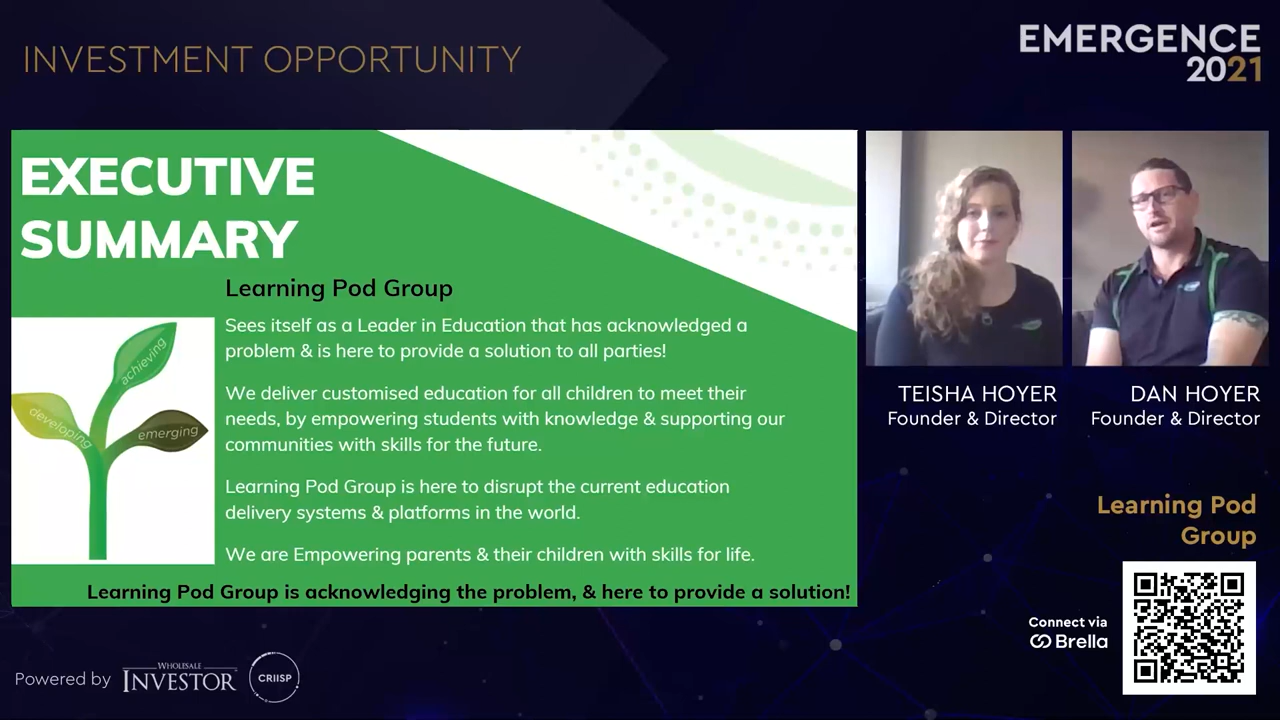 INVESTMENT OPPORTUNITY
EMERGENCE
2021
EXECUTIVE
SUMMARY
Learning Pod Group
Sees itself as a Leader in Education that has acknowledged a
problem & is here to provide a solution to all parties!
We deliver customised education for all children to meet their
needs, by empowering students with knowledge & supporting our
communities with skills for the future.
Learning Pod Group is here to disrupt the current education
delivery systems & platforms in the world.
We are Empowering parents & their children with skills for life.
Learning Pod Group is acknowledging the problem, & here to provide a solution!
achieving
developing
emerging
TEISHA HOYER
Founder & Director
DAN HOYER
Founder & Director
Learning Pod
Group
Connect via
Brella
Powered by
WHOLESALE
INVESTOR
CRIISP